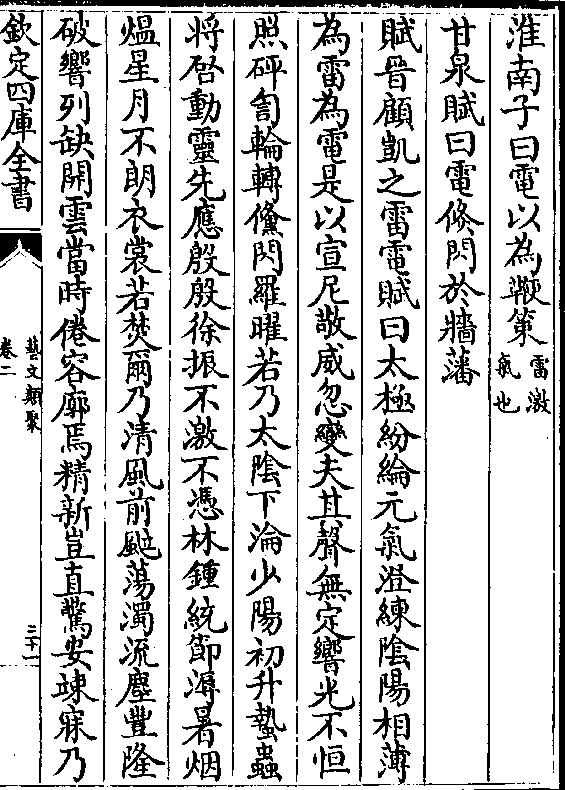 淮南子曰電以為鞭策雷激氣也
甘泉賦曰電倐閃於牆藩
賦晉顧凱之雷電賦曰太極紛綸元氣澄練陰陽相薄
為雷為電是以宣尼敬威忽變夫其聲無定響光不恒
照砰訇輪轉儻閃羅曜若乃太陰下淪少陽初升蟄蟲
將啓動靈先應殷殷徐振不激不憑林鍾統節溽暑烟
熅星月不朗衣裳若焚爾乃清風前颷蕩濁流塵豐隆
破響列缺開雲當時倦容廓焉精新豈直驚安竦寐乃
欽定四庫全書
藝文類聚
卷二
三十一